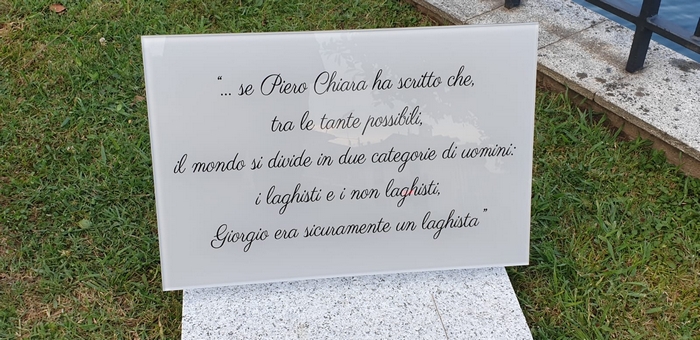 “... se Piero Chiara ha scritto che,
tra le tante possibili,
il mondo si divide in due categorie di uomini:
i laghisti e i non laghisti,
Giorgio era sicuramente un laghista”